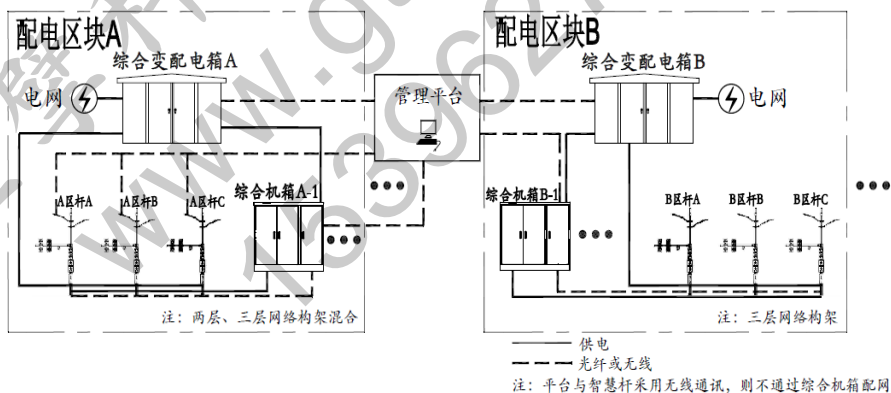 配电区块A
配电区块B
综合变配电箱A
综合变配电箱B
电网
管理平台
电网
综合机箱A-1
综合机箱B-1
A区杆A
A区杆B
A区杆C
B区杆A
B区杆B
B区杆C
注：两层、三层网络构架混合
注：三层网络构架
供电
光纤或无线
注：平台与智慧杆采用无线通讯，则不通过综合机箱配网